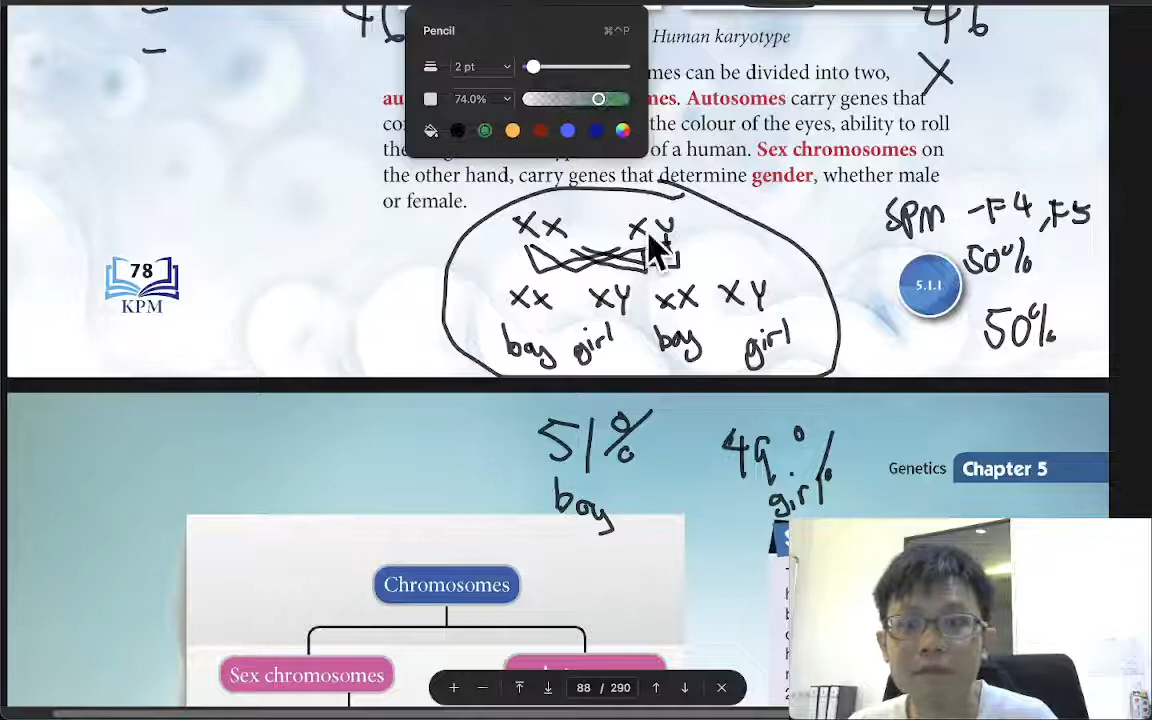 46
46
Pencil ⌘^P
Human karyotype
x
2 pt
mes can be divided into two,
74.0%
au mes. Autosomes carry genes that
co the colour of the eyes, ability to roll
the of a human. Sex chromosomes on
the other hand, carry genes that determine gender, whether male
or female.
SPM - F4, F5
XX XY
50%
78
KPM
5.1.1
XX XY XX XY
50%
boy girl boy girl
51% 49%
boy girl
Genetics Chapter 5
Chromosomes
Sex chromosomes
88 / 290